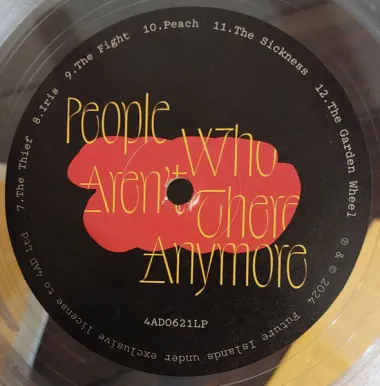 7.The Thief 8.Iris 9.The Fight 10.Peach 11.The Sickness 12.The Garden Wheel
People
Who
Aren't
There
Anymore
4AD0621LP
℗ & © 2024 Future Islands under exclusive license to 4AD Ltd